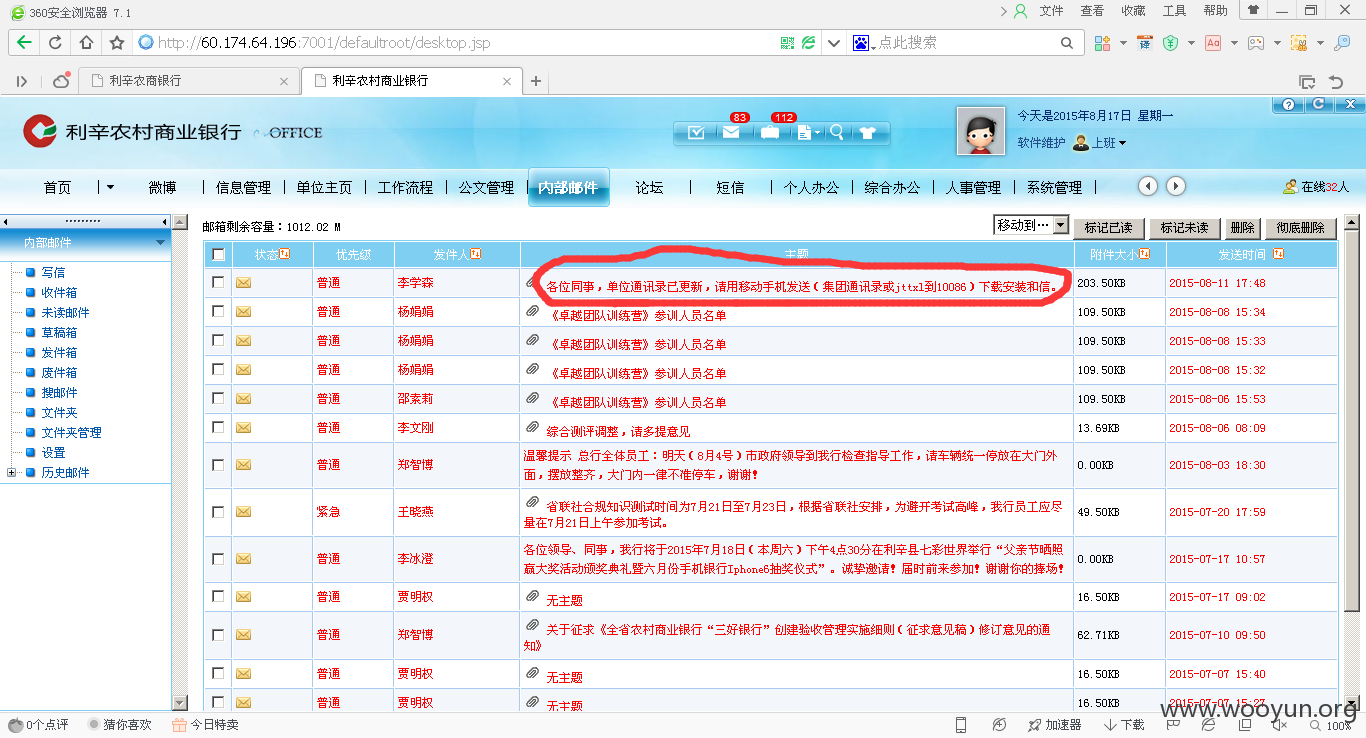 360安全浏览器 7.1
文件 查看 收藏 工具 帮助
http://60.174.64.196:7001/defaultroot/desktop.jsp
点此搜索
利辛农商银行
利辛农村商业银行
利辛农村商业银行 e-OFFICE
83 112
今天是2015年8月17日 星期一
软件维护 上班
首页 微博 信息管理 单位主页 工作流程 公文管理 内部邮件 论坛 短信 个人办公 综合办公 人事管理 系统管理 在线32人
内部邮件
写信
收件箱
未读邮件
草稿箱
发件箱
废件箱
搜邮件
文件夹
文件夹管理
设置
历史邮件
邮箱剩余容量：1012.02 M
移动到… 标记已读 标记未读 删除 彻底删除
状态 优先级 发件人 主题 附件大小 发送时间
普通 李学森 各位同事，单位通讯录已更新，请用移动手机发送（集团通讯录或jttxl到10086）下载安装和信。 203.50KB 2015-08-11 17:48
普通 杨娟娟 《卓越团队训练营》参训人员名单 109.50KB 2015-08-08 15:34
普通 杨娟娟 《卓越团队训练营》参训人员名单 109.50KB 2015-08-08 15:33
普通 杨娟娟 《卓越团队训练营》参训人员名单 109.50KB 2015-08-08 15:32
普通 邵素莉 《卓越团队训练营》参训人员名单 109.50KB 2015-08-06 15:53
普通 李文刚 综合测评调整，请多提意见 13.69KB 2015-08-06 08:09
普通 郑智博 温馨提示 总行全体员工：明天（8月4号）市政府领导到我行检查指导工作，请车辆统一停放在大门外
面，摆放整齐，大门内一律不准停车，谢谢！ 0.00KB 2015-08-03 18:30
紧急 王晓燕 省联社合规知识测试时间为7月21日至7月23日，根据省联社安排，为避开考试高峰，我行员工应尽
量在7月21日上午参加考试。 49.50KB 2015-07-20 17:59
普通 李冰澄 各位领导、同事，我行将于2015年7月18日（本周六）下午4点30分在利辛县七彩世界举行“父亲节晒照
赢大奖活动颁奖典礼暨六月份手机银行Iphone6抽奖仪式”。诚挚邀请！届时前来参加！谢谢你的捧场！ 0.00KB 2015-07-17 10:57
普通 贾明权 无主题 16.50KB 2015-07-17 09:02
普通 郑智博 关于征求《全省农村商业银行“三好银行”创建验收管理实施细则（征求意见稿）修订意见的通
知》 62.71KB 2015-07-10 09:50
普通 贾明权 无主题 16.50KB 2015-07-07 15:40
普通 贾明权 无主题 16.50KB 2015-07-07 15:27
www.wooyun.org
0个点评 猜你喜欢 今日特卖 加速器 下载 100%